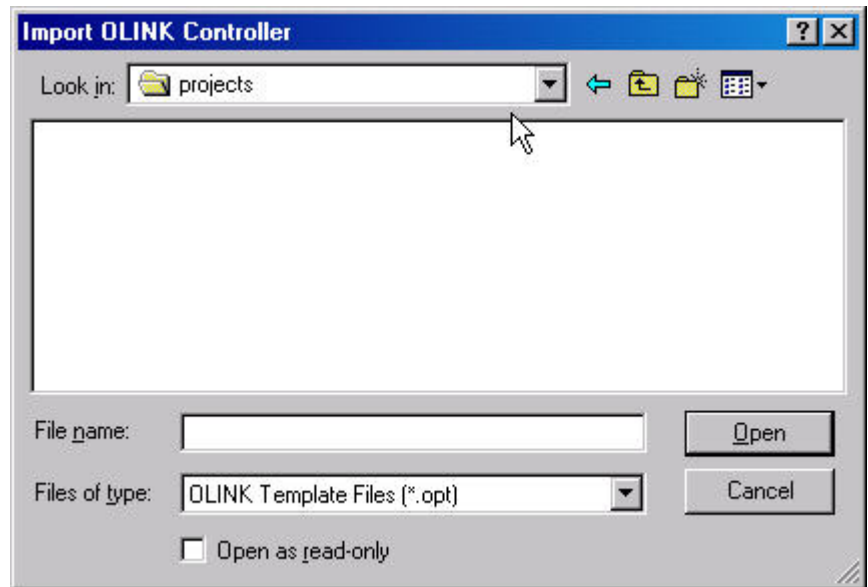 Import OLINK Controller
Look in: projects
File name:
Open
Files of type: OLINK Template Files (*.opt)
Cancel
Open as read-only